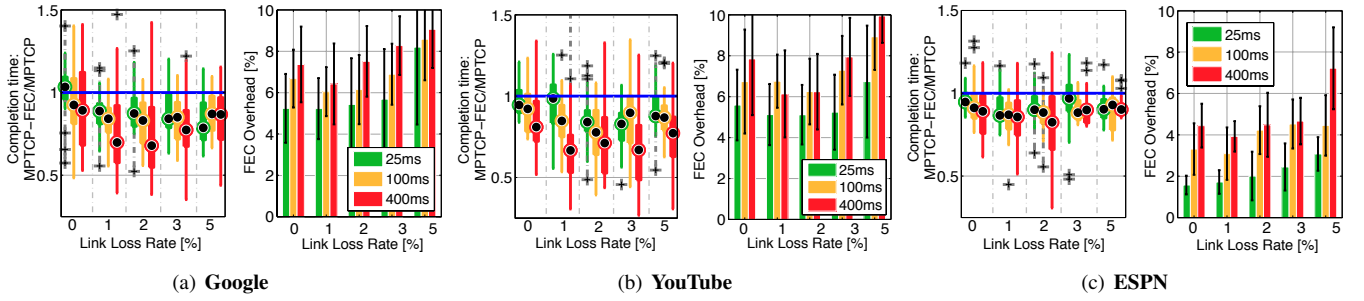 Completion time:
MPTCP-FEC/MPTCP
1.5
1
0.5
0 1 2 3 5
Link Loss Rate [%]
FEC Overhead [%]
10
8
6
4
2
0
0 1 2 3 5
Link Loss Rate [%]
25ms
100ms
400ms
(a) Google
Completion time:
MPTCP-FEC/MPTCP
1.5
1
0.5
0 1 2 3 5
Link Loss Rate [%]
FEC Overhead [%]
10
8
6
4
2
0
0 1 2 3 5
Link Loss Rate [%]
25ms
100ms
400ms
(b) YouTube
Completion time:
MPTCP-FEC/MPTCP
1.5
1
0.5
0 1 2 3 5
Link Loss Rate [%]
FEC Overhead [%]
10
8
6
4
2
0
0 1 2 3 5
Link Loss Rate [%]
25ms
100ms
400ms
(c) ESPN